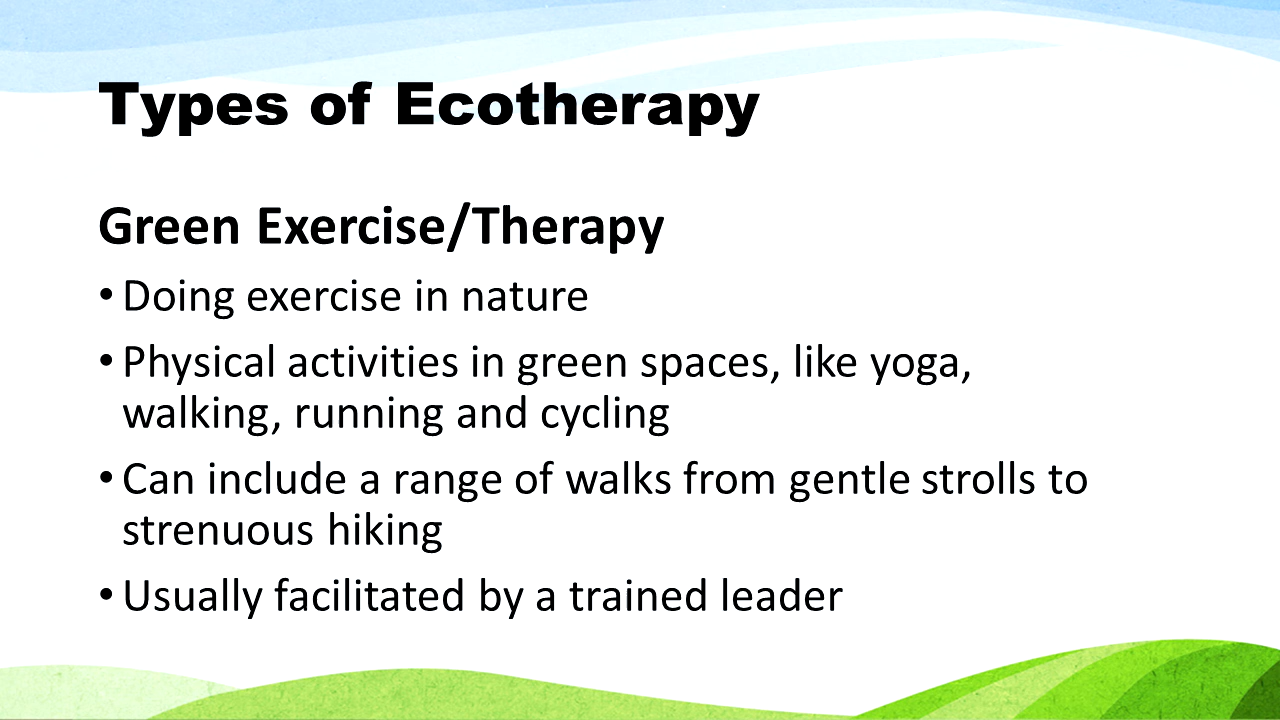 Types of Ecotherapy
Green Exercise/Therapy
• Doing exercise in nature
• Physical activities in green spaces, like yoga,
walking, running and cycling
• Can include a range of walks from gentle strolls to
strenuous hiking
• Usually facilitated by a trained leader